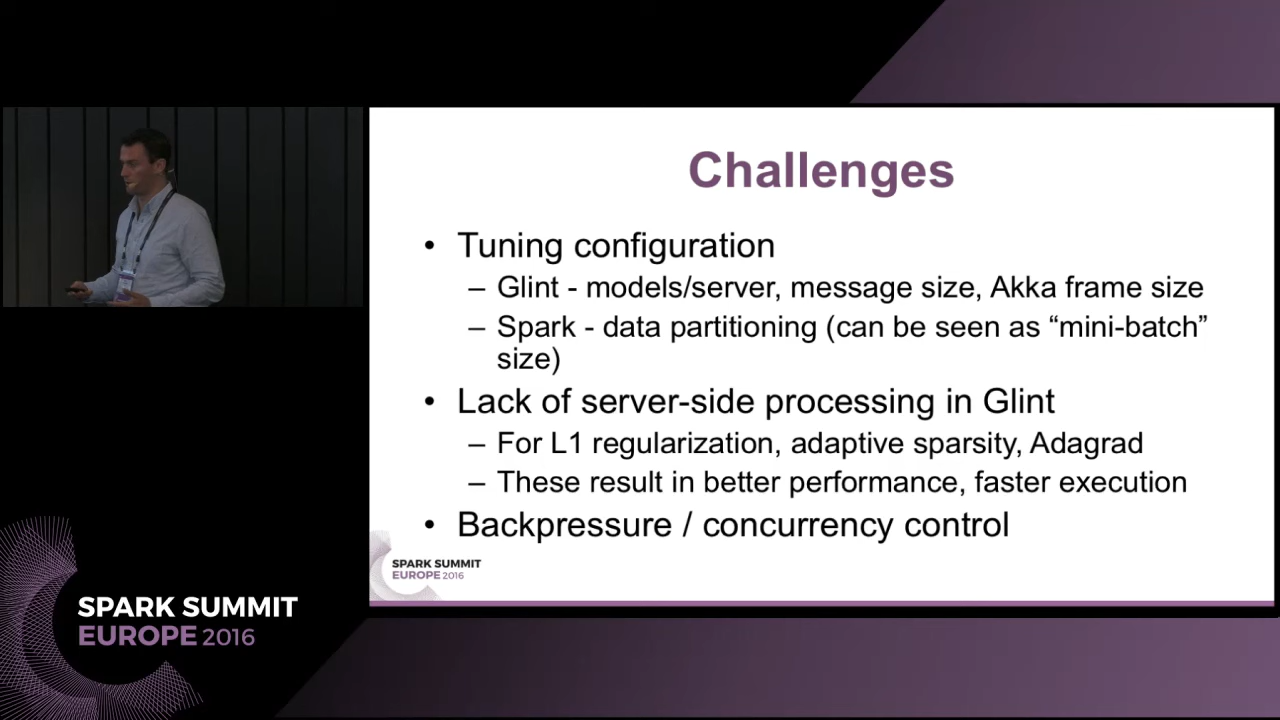 Challenges
• Tuning configuration
– Glint - models/server, message size, Akka frame size
– Spark - data partitioning (can be seen as “mini-batch”
size)
• Lack of server-side processing in Glint
– For L1 regularization, adaptive sparsity, Adagrad
– These result in better performance, faster execution
• Backpressure / concurrency control
SPARK SUMMIT
EUROPE 2016
SPARK SUMMIT
EUROPE 2016